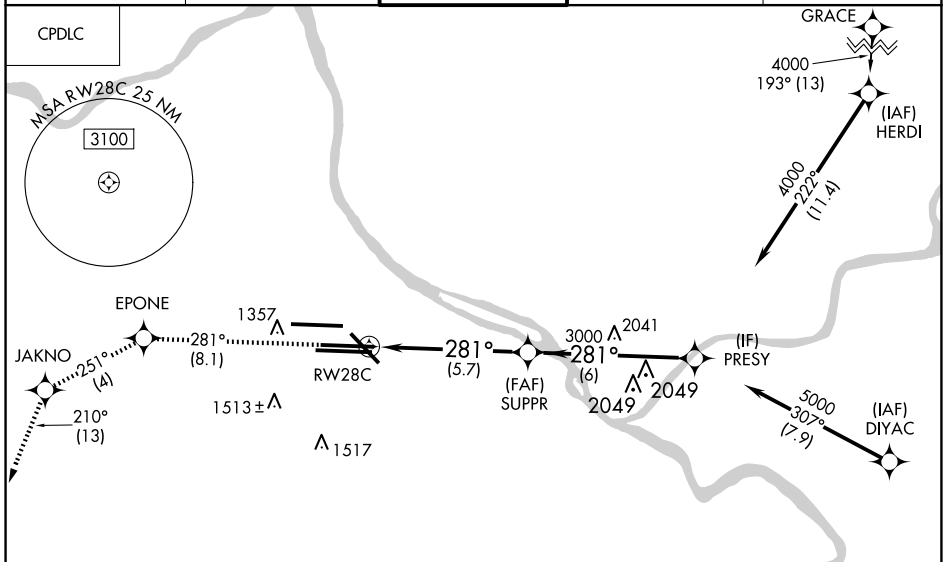 CPDLC
MSA RW28C 25 NM
3100
GRACE
4000
193° (13)
(IAF)
HERDI
4000
222°
(11.4)
EPONE
1357
281°
(8.1)
JAKNO
251°
(4)
210°
(13)
RW28C
1513±
1517
281°
(5.7)
(FAF)
SUPPR
3000
281°
(6)
2041
2049
2049
(IF)
PRESY
5000
307°
(7.9)
(IAF)
DIYAC